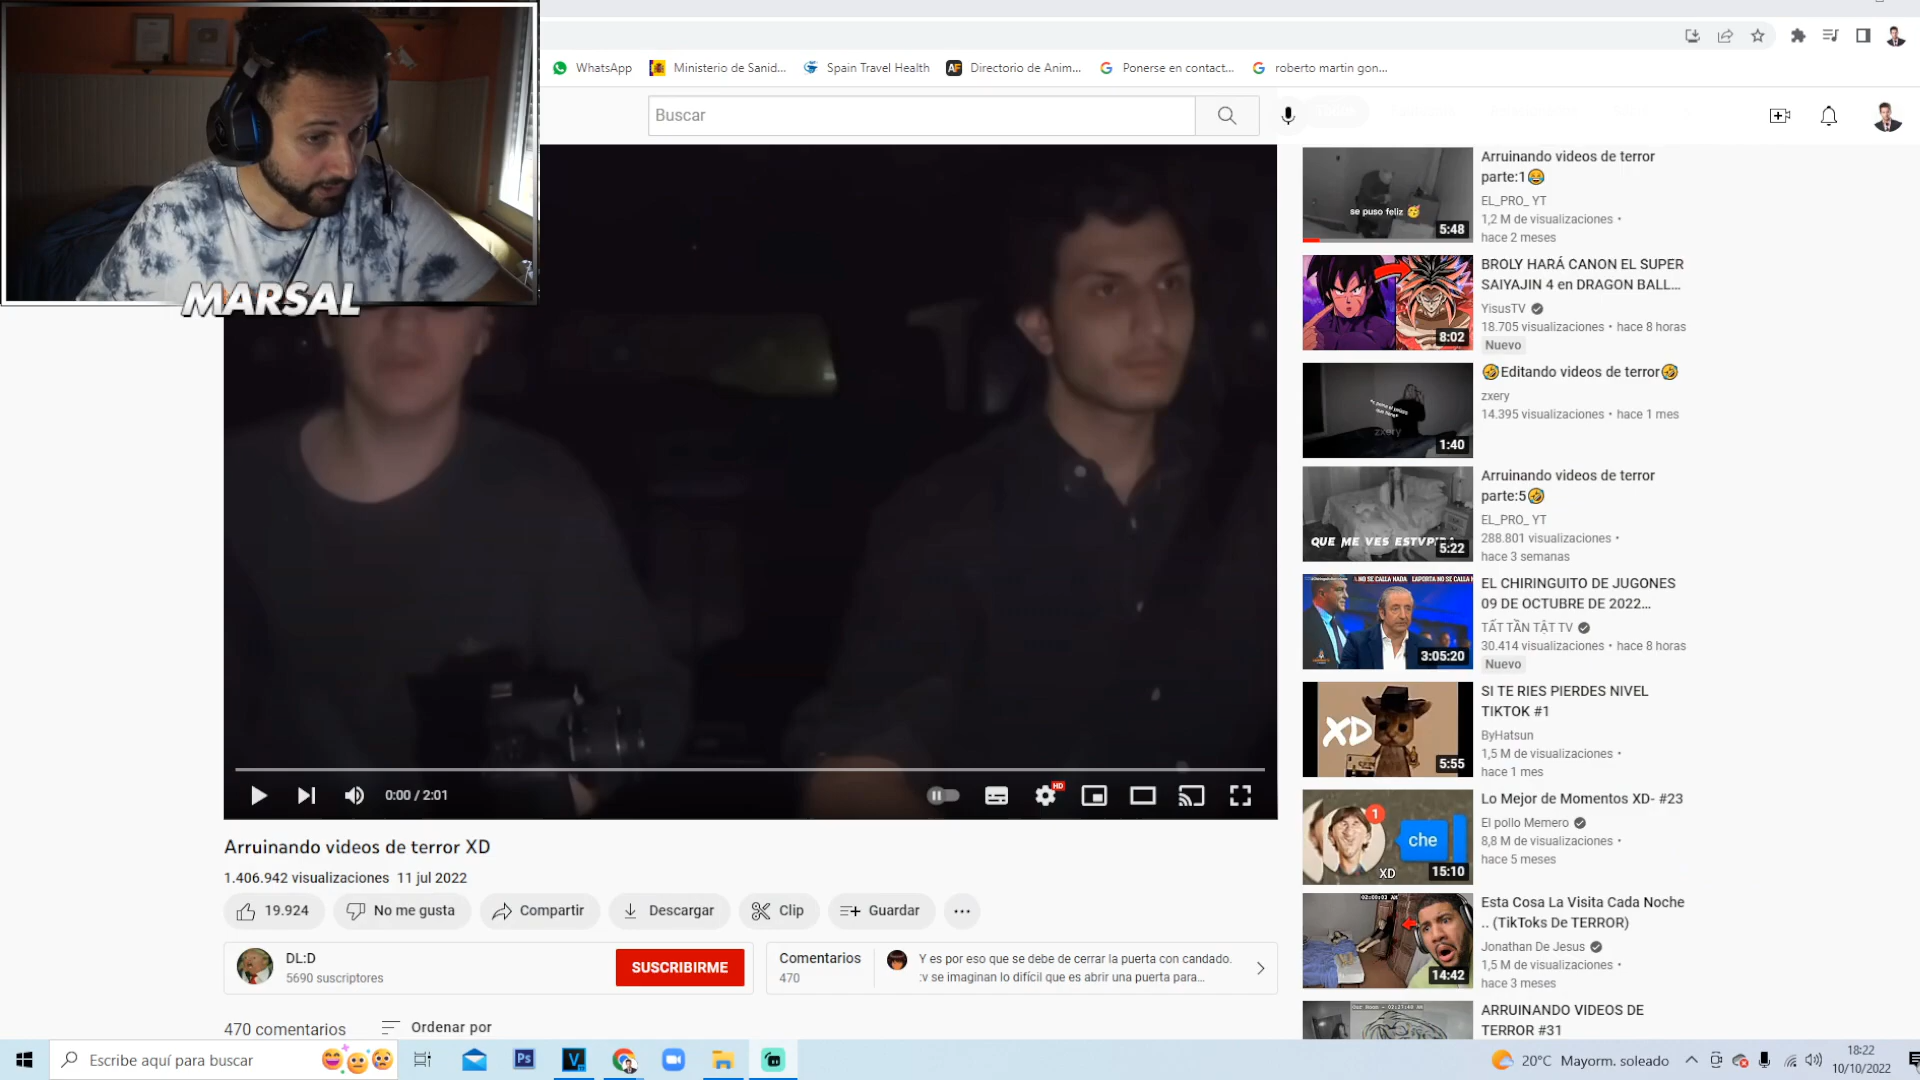 MARSAL
WhatsApp
Ministerio de Sanid...
Spain Travel Health
Directorio de Anim...
Ponerse en contact...
roberto martin gon...
Buscar
Arruinando videos de terror
parte:1😂
EL_PRO_ YT
1,2 M de visualizaciones •
hace 2 meses
se puso feliz 🥳
5:48
BROLY HARÁ CANON EL SUPER
SAIYAJIN 4 en DRAGON BALL...
YisusTV
18.705 visualizaciones • hace 8 horas
Nuevo
8:02
🤣Editando videos de terror🤣
zxery
14.395 visualizaciones • hace 1 mes
zxery
1:40
Arruinando videos de terror
parte:5🤣
EL_PRO_ YT
288.801 visualizaciones •
hace 3 semanas
QUE ME VES ESTVPIDA
5:22
EL CHIRINGUITO DE JUGONES
09 DE OCTUBRE DE 2022...
TẤT TẦN TẬT TV
30.414 visualizaciones • hace 8 horas
Nuevo
3:05:20
SI TE RIES PIERDES NIVEL
TIKTOK #1
ByHatsun
1,5 M de visualizaciones •
hace 1 mes
XD
5:55
Lo Mejor de Momentos XD- #23
El pollo Memero
8,8 M de visualizaciones •
hace 5 meses
1
che
XD
15:10
Esta Cosa La Visita Cada Noche
.. (TikToks De TERROR)
Jonathan De Jesus
1,5 M de visualizaciones •
hace 3 meses
14:42
ARRUINANDO VIDEOS DE
TERROR #31
0:00 / 2:01
HD
Arruinando videos de terror XD
1.406.942 visualizaciones 11 jul 2022
19.924
No me gusta
Compartir
Descargar
Clip
Guardar
DL:D
5690 suscriptores
SUSCRIBIRME
Comentarios
470
Y es por eso que se debe de cerrar la puerta con candado.
:v se imaginan lo difícil que es abrir una puerta para...
470 comentarios
Ordenar por
Escribe aquí para buscar
Ps
V
20°C Mayorm. soleado
18:22
10/10/2022